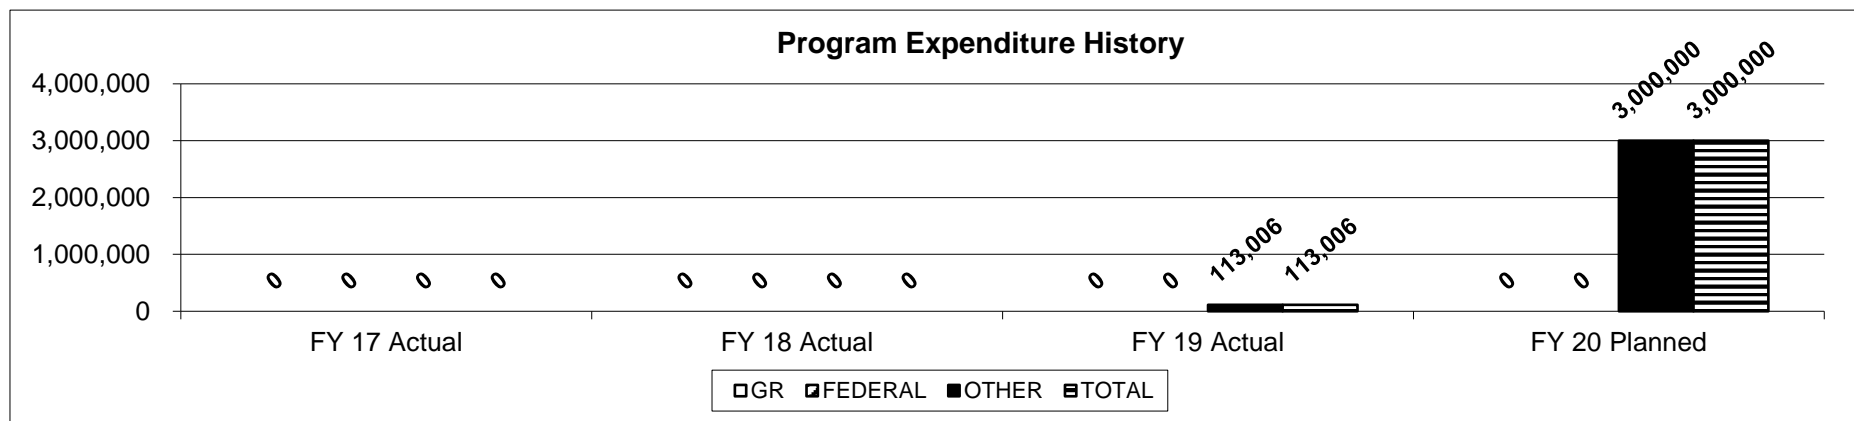 Program Expenditure History
4,000,000
3,000,000
2,000,000
1,000,000
0
0 0 0 0
0 0 0 0
0 0 113,006 113,006
0 0 3,000,000 3,000,000
FY 17 Actual FY 18 Actual FY 19 Actual FY 20 Planned
GR FEDERAL OTHER TOTAL